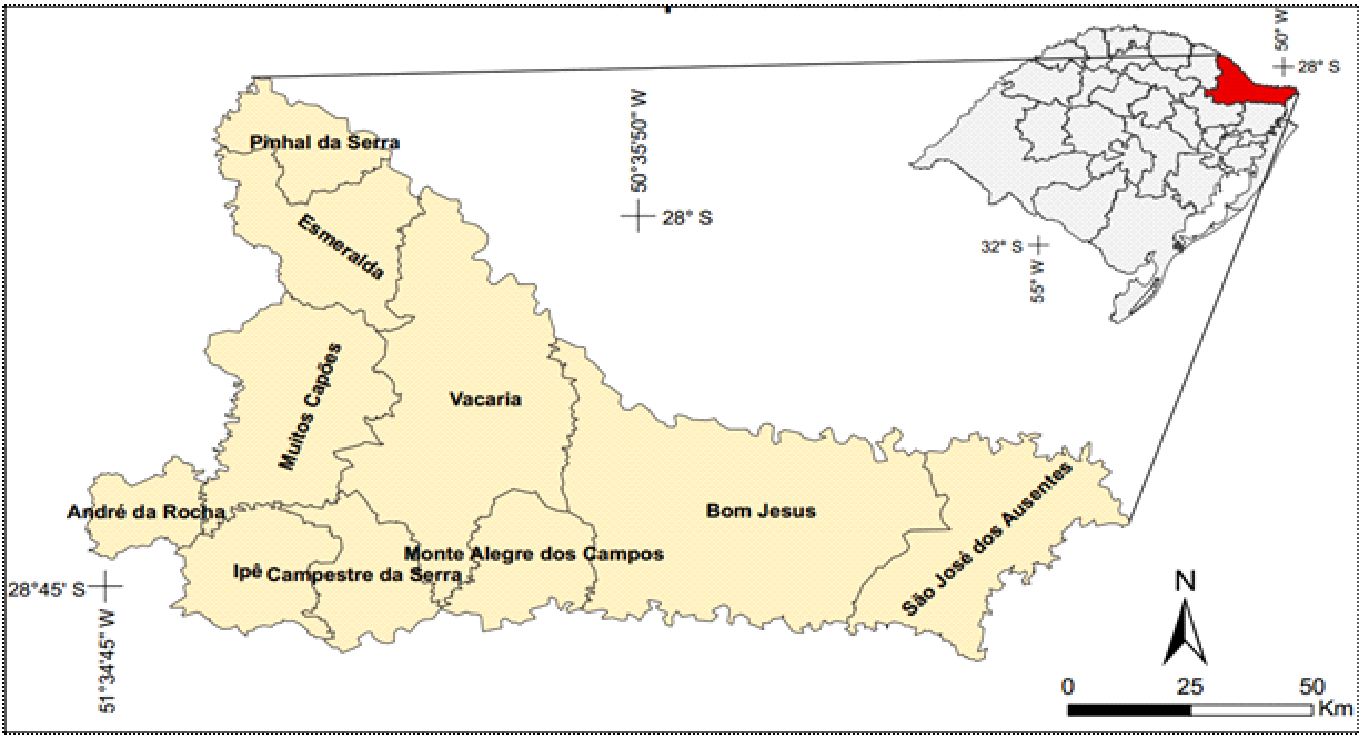 50° W
28° S
Pinhal da Serra
50°35'50" W
28° S
Esmeralda
32° S
55° W
Muitos Capões
Vacaria
André da Rocha
Bom Jesus
São José dos Ausentes
Monte Alegre dos Campos
Ipê
Campestre da Serra
28°45" S
51°34'45" W
N
0 25 50
Km